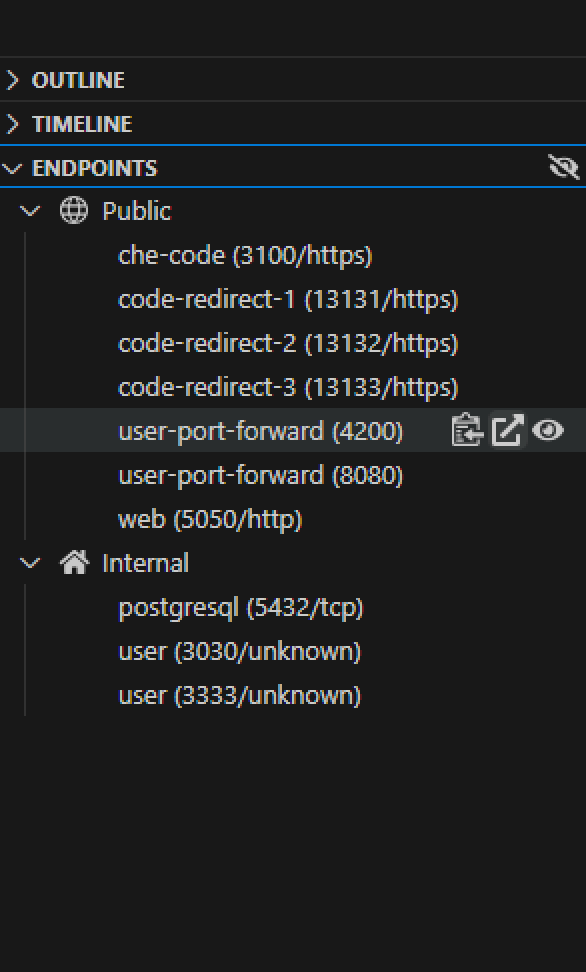 OUTLINE
TIMELINE
ENDPOINTS
Public
che-code (3100/https)
code-redirect-1 (13131/https)
code-redirect-2 (13132/https)
code-redirect-3 (13133/https)
user-port-forward (4200)
user-port-forward (8080)
web (5050/http)
Internal
postgresql (5432/tcp)
user (3030/unknown)
user (3333/unknown)